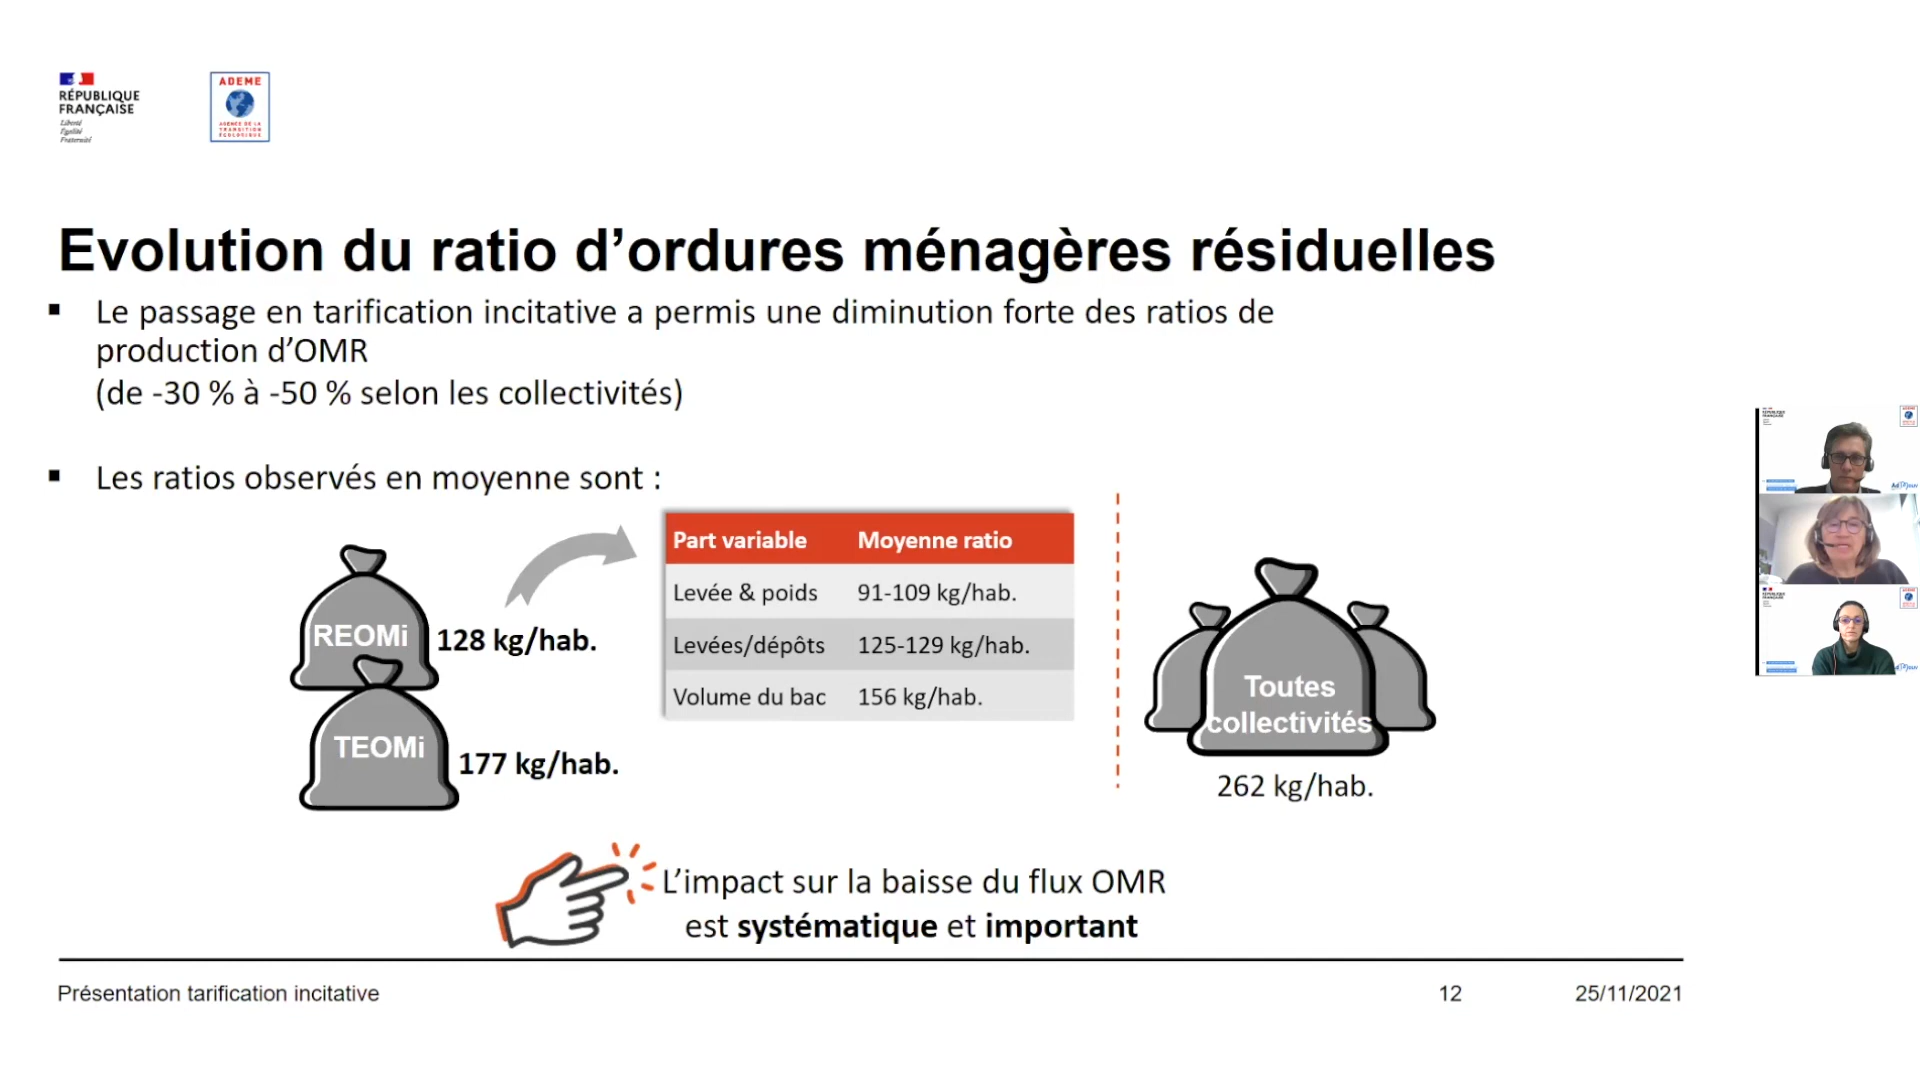 RÉPUBLIQUE
FRANÇAISE
Liberté
Égalité
Fraternité
ADEME
AGENCE DE LA
TRANSITION
ÉCOLOGIQUE
Evolution du ratio d’ordures ménagères résiduelles
▪ Le passage en tarification incitative a permis une diminution forte des ratios de
production d’OMR
(de -30 % à -50 % selon les collectivités)
▪ Les ratios observés en moyenne sont :
REOMi 128 kg/hab.
TEOMi 177 kg/hab.
Part variable Moyenne ratio
Levée & poids 91-109 kg/hab.
Levées/dépôts 125-129 kg/hab.
Volume du bac 156 kg/hab.
Toutes
collectivités
262 kg/hab.
L’impact sur la baisse du flux OMR
est systématique et important
Présentation tarification incitative 12 25/11/2021